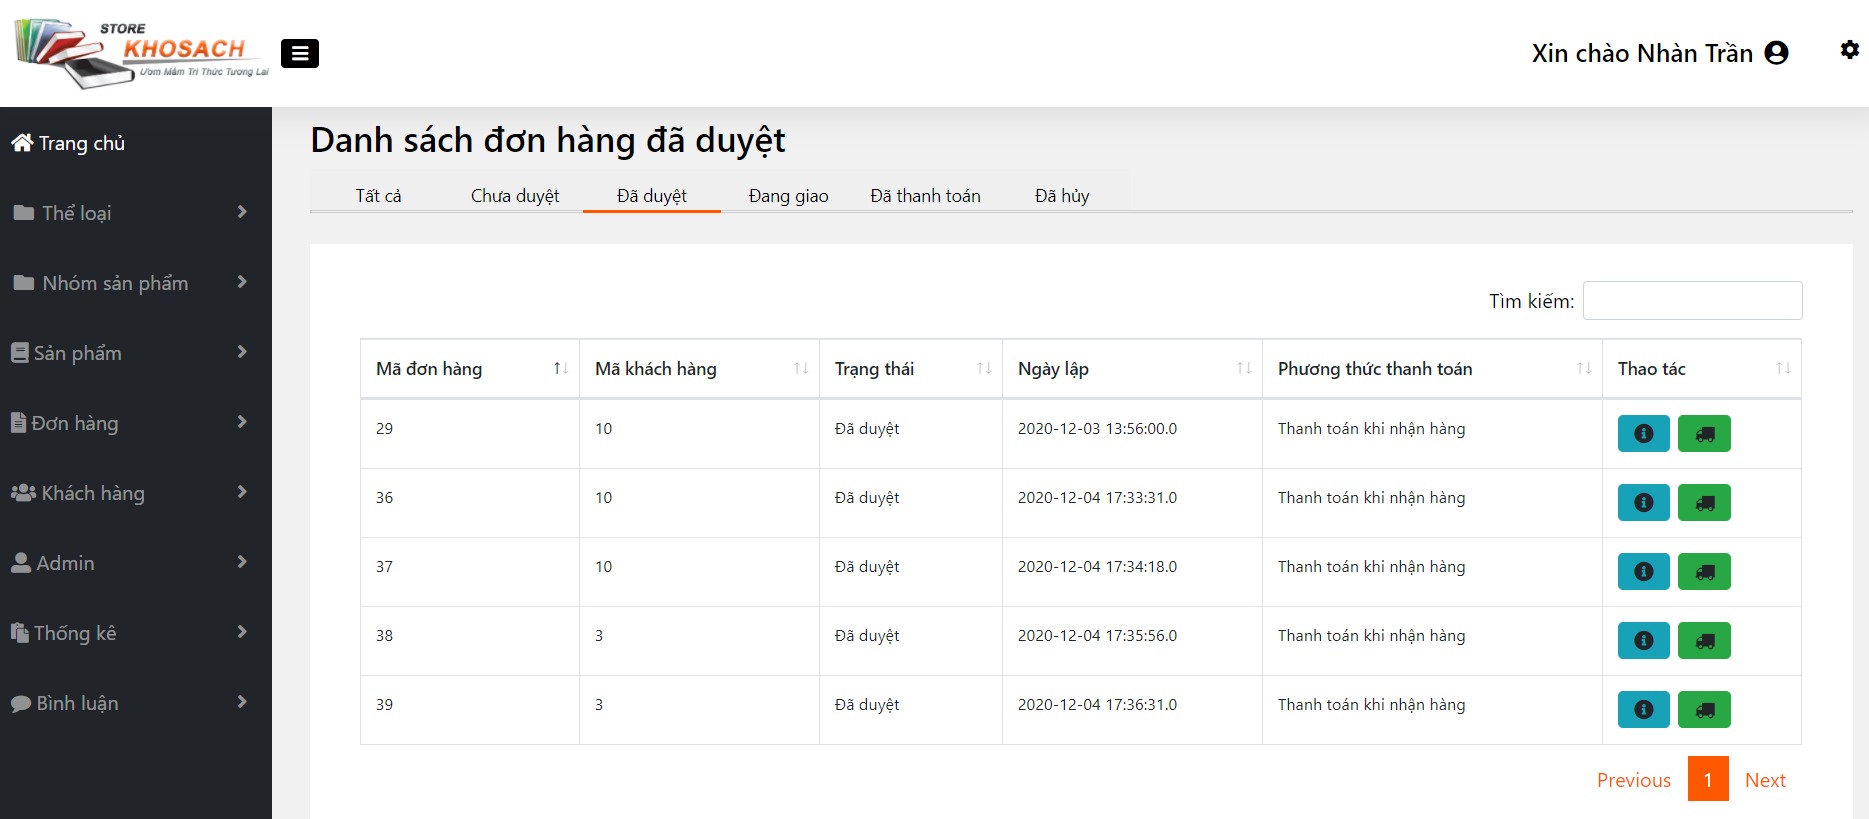 STORE
KHOSACH
Ươm Mầm Tri Thức Tương Lai
Xin chào Nhàn Trần
Trang chủ
Thể loại
Nhóm sản phẩm
Sản phẩm
Đơn hàng
Khách hàng
Admin
Thống kê
Bình luận
Danh sách đơn hàng đã duyệt
Tất cả Chưa duyệt Đã duyệt Đang giao Đã thanh toán Đã hủy
Tìm kiếm:
Mã đơn hàng Mã khách hàng Trạng thái Ngày lập Phương thức thanh toán Thao tác
29 10 Đã duyệt 2020-12-03 13:56:00.0 Thanh toán khi nhận hàng
36 10 Đã duyệt 2020-12-04 17:33:31.0 Thanh toán khi nhận hàng
37 10 Đã duyệt 2020-12-04 17:34:18.0 Thanh toán khi nhận hàng
38 3 Đã duyệt 2020-12-04 17:35:56.0 Thanh toán khi nhận hàng
39 3 Đã duyệt 2020-12-04 17:36:31.0 Thanh toán khi nhận hàng
Previous 1 Next